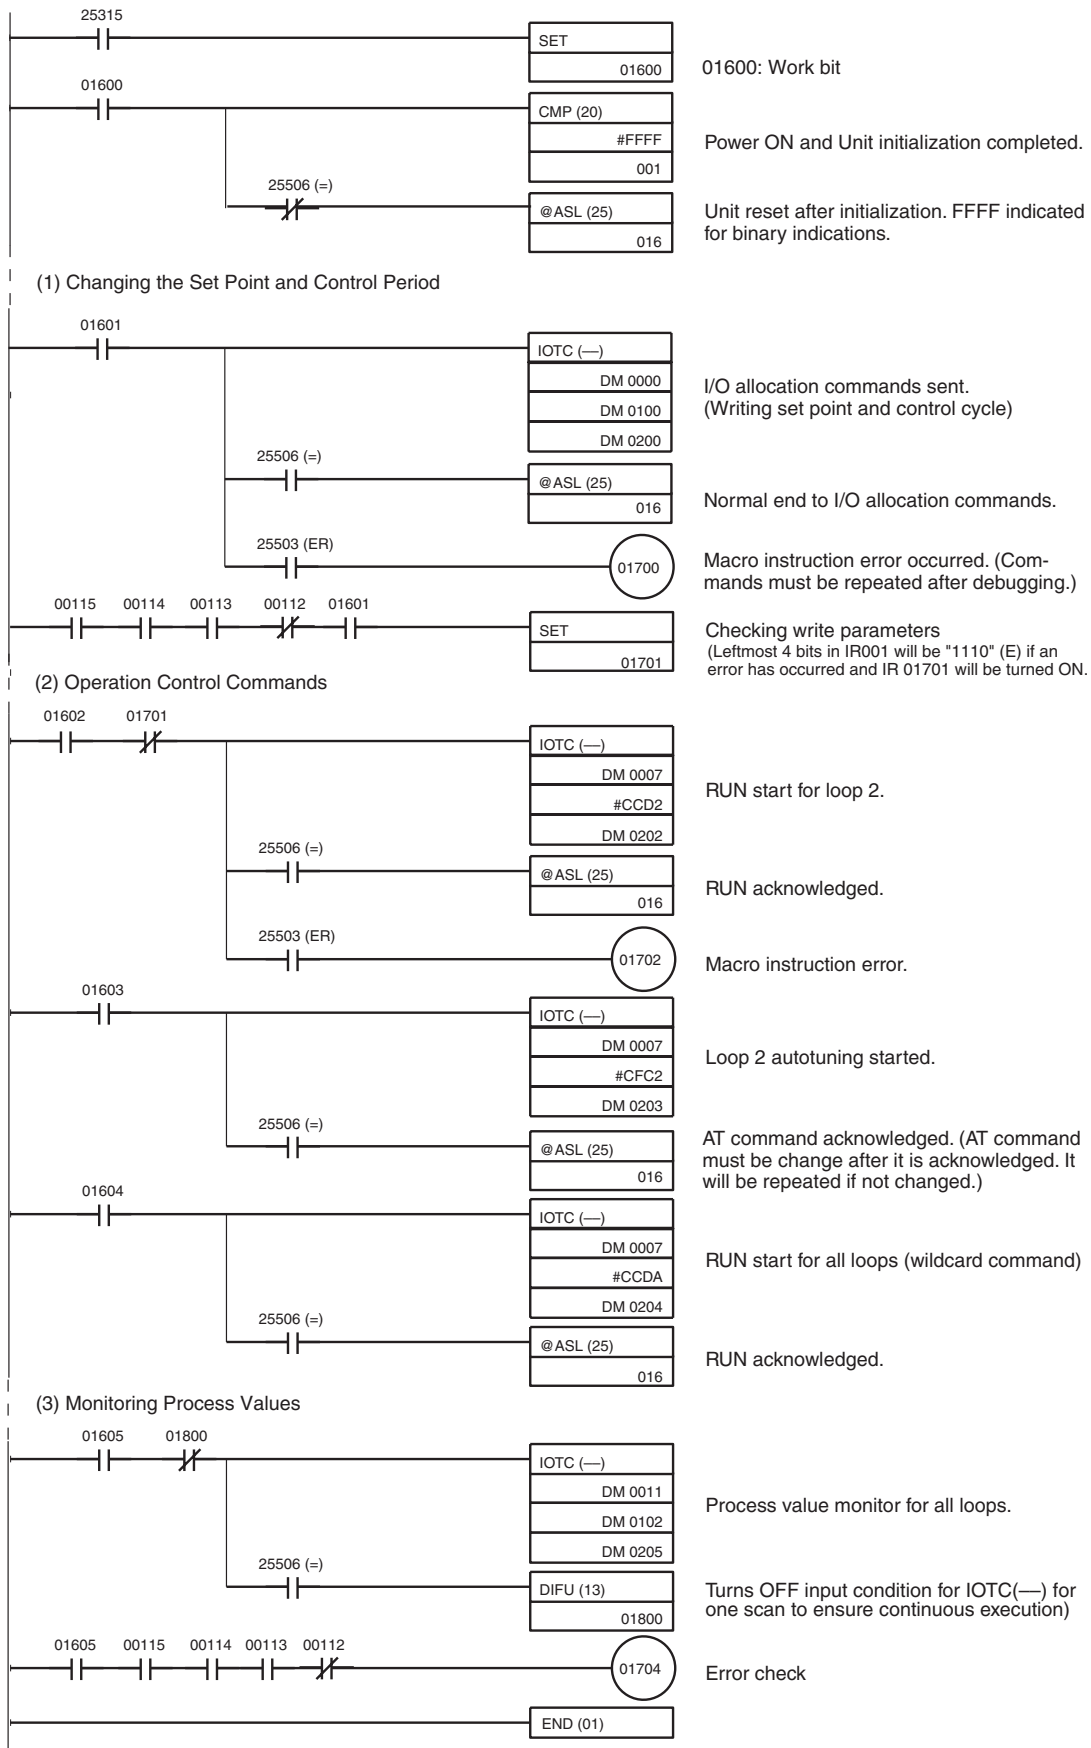 25315
SET
01600
01600: Work bit
01600
CMP (20)
#FFFF
001
Power ON and Unit initialization completed.
25506 (=)
@ASL (25)
016
Unit reset after initialization. FFFF indicated
for binary indications.
(1) Changing the Set Point and Control Period
01601
IOTC (––)
DM 0000
DM 0100
DM 0200
I/O allocation commands sent.
(Writing set point and control cycle)
25506 (=)
@ASL (25)
016
Normal end to I/O allocation commands.
25503 (ER)
01700
Macro instruction error occurred. (Com-
mands must be repeated after debugging.)
00115 00114 00113 00112 01601
SET
01701
Checking write parameters
(Leftmost 4 bits in IR001 will be "1110" (E) if an
error has occurred and IR 01701 will be turned ON.
(2) Operation Control Commands
01602 01701
IOTC (––)
DM 0007
#CCD2
DM 0202
RUN start for loop 2.
25506 (=)
@ASL (25)
016
RUN acknowledged.
25503 (ER)
01702
Macro instruction error.
01603
IOTC (––)
DM 0007
#CFC2
DM 0203
Loop 2 autotuning started.
25506 (=)
@ASL (25)
016
AT command acknowledged. (AT command
must be change after it is acknowledged. It
will be repeated if not changed.)
01604
IOTC (––)
DM 0007
#CCDA
DM 0204
RUN start for all loops (wildcard command)
25506 (=)
@ASL (25)
016
RUN acknowledged.
(3) Monitoring Process Values
01605 01800
IOTC (––)
DM 0011
DM 0102
DM 0205
Process value monitor for all loops.
25506 (=)
DIFU (13)
01800
Turns OFF input condition for IOTC(––) for
one scan to ensure continuous execution)
01605 00115 00114 00113 00112
01704
Error check
END (01)